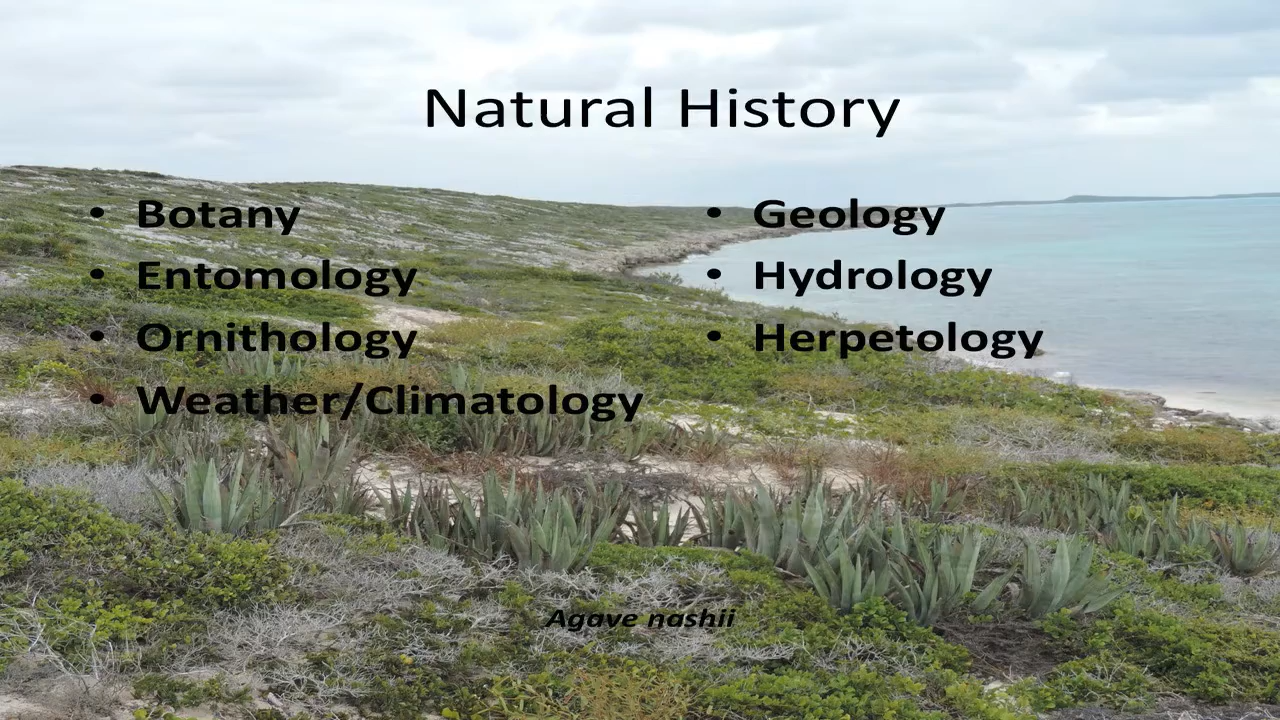 Natural History
• Botany
• Entomology
• Ornithology
• Weather/Climatology
• Geology
• Hydrology
• Herpetology
Agave nashii